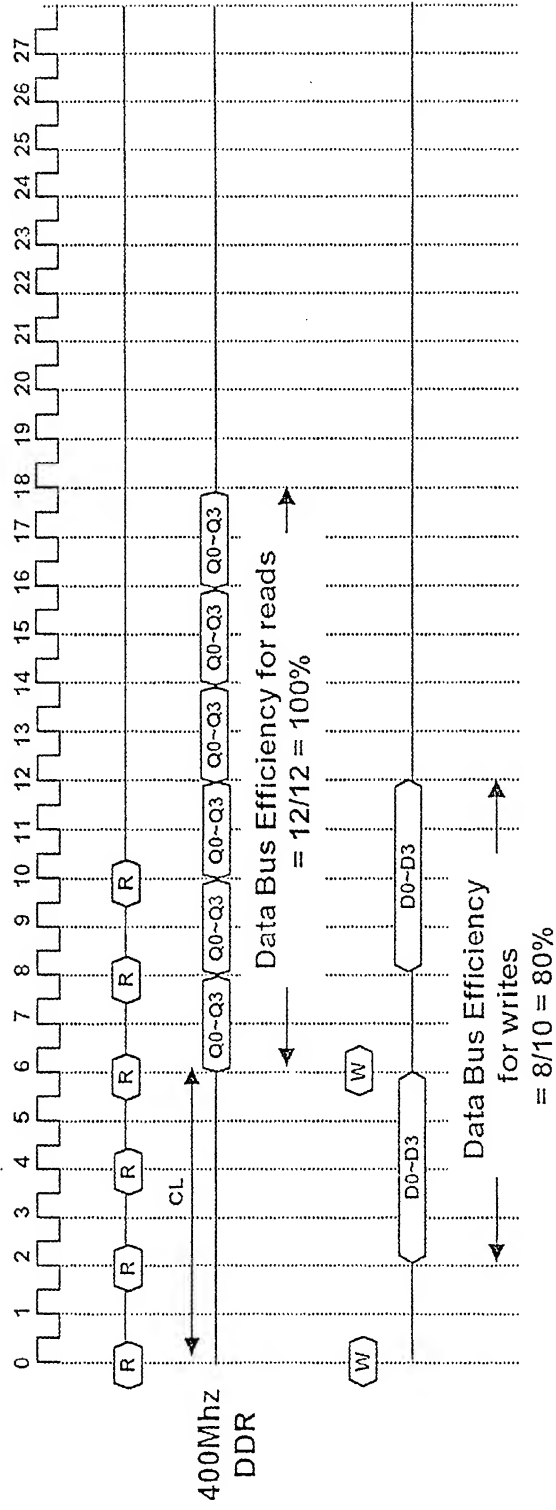 0 1 2 3 4 5 6 7 8 9 10 11 12 13 14 15 16 17 18 19 20 21 22 23 24 25 26 27
R R R R R R
CL
400Mhz
DDR
Q0~Q3 Q0~Q3 Q0~Q3 Q0~Q3 Q0~Q3 Q0~Q3
Data Bus Efficiency for reads
= 12/12 = 100%
W W
D0~D3 D0~D3
Data Bus Efficiency
for writes
= 8/10 = 80%